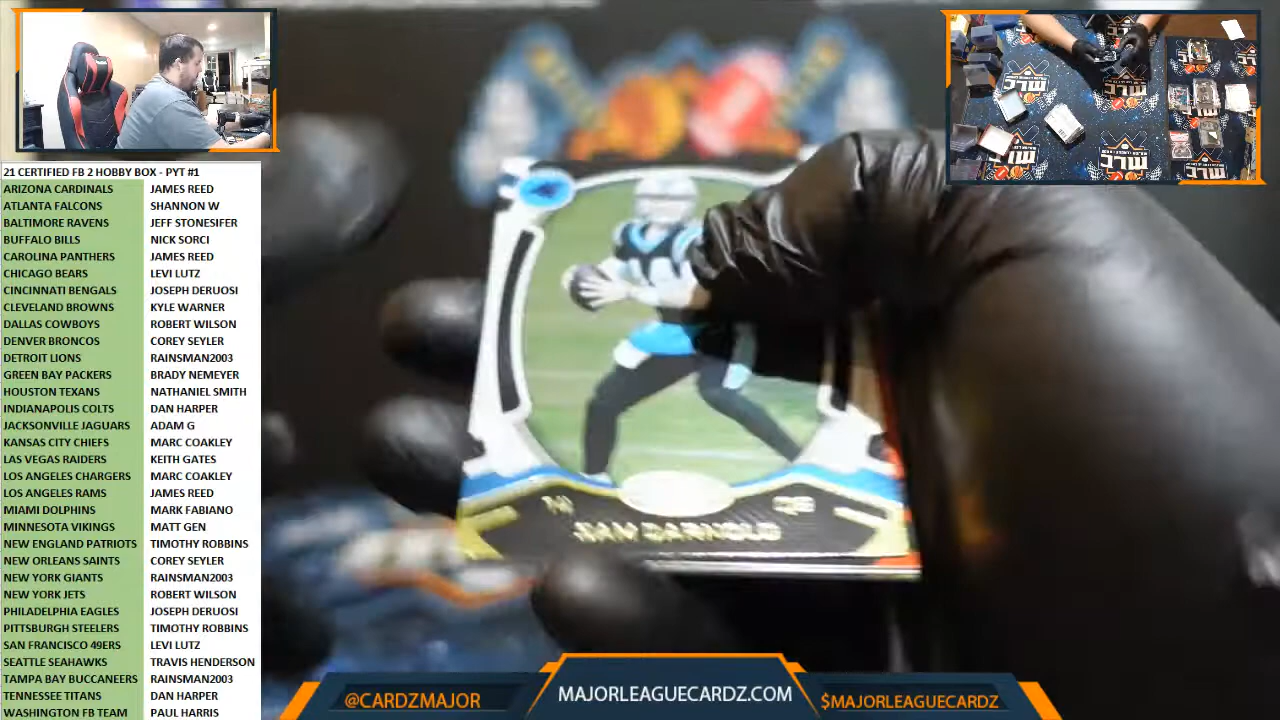 21 CERTIFIED FB 2 HOBBY BOX - PYT #1
ARIZONA CARDINALS JAMES REED
ATLANTA FALCONS SHANNON W
BALTIMORE RAVENS JEFF STONESIFER
BUFFALO BILLS NICK SORCI
CAROLINA PANTHERS JAMES REED
CHICAGO BEARS LEVI LUTZ
CINCINNATI BENGALS JOSEPH DERUOSI
CLEVELAND BROWNS KYLE WARNER
DALLAS COWBOYS ROBERT WILSON
DENVER BRONCOS COREY SEYLER
DETROIT LIONS RAINSMAN2003
GREEN BAY PACKERS BRADY NEMEYER
HOUSTON TEXANS NATHANIEL SMITH
INDIANAPOLIS COLTS DAN HARPER
JACKSONVILLE JAGUARS ADAM G
KANSAS CITY CHIEFS MARC COAKLEY
LAS VEGAS RAIDERS KEITH GATES
LOS ANGELES CHARGERS MARC COAKLEY
LOS ANGELES RAMS JAMES REED
MIAMI DOLPHINS MARK FABIANO
MINNESOTA VIKINGS MATT GEN
NEW ENGLAND PATRIOTS TIMOTHY ROBBINS
NEW ORLEANS SAINTS COREY SEYLER
NEW YORK GIANTS RAINSMAN2003
NEW YORK JETS ROBERT WILSON
PHILADELPHIA EAGLES JOSEPH DERUOSI
PITTSBURGH STEELERS TIMOTHY ROBBINS
SAN FRANCISCO 49ERS LEVI LUTZ
SEATTLE SEAHAWKS TRAVIS HENDERSON
TAMPA BAY BUCCANEERS RAINSMAN2003
TENNESSEE TITANS DAN HARPER
WASHINGTON FB TEAM PAUL HARRIS
QB
SAM DARNOLD
@CARDZMAJOR
MAJORLEAGUECARDZ.COM
$MAJORLEAGUECARDZ